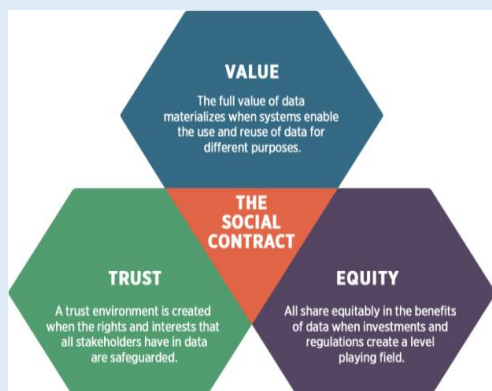 VALUE
The full value of data
materializes when systems enable
the use and reuse of data for
different purposes.
THE
SOCIAL
CONTRACT
TRUST
A trust environment is created
when the rights and interests that
all stakeholders have in data
are safeguarded.
EQUITY
All share equitably in the benefits
of data when investments and
regulations create a level
playing field.